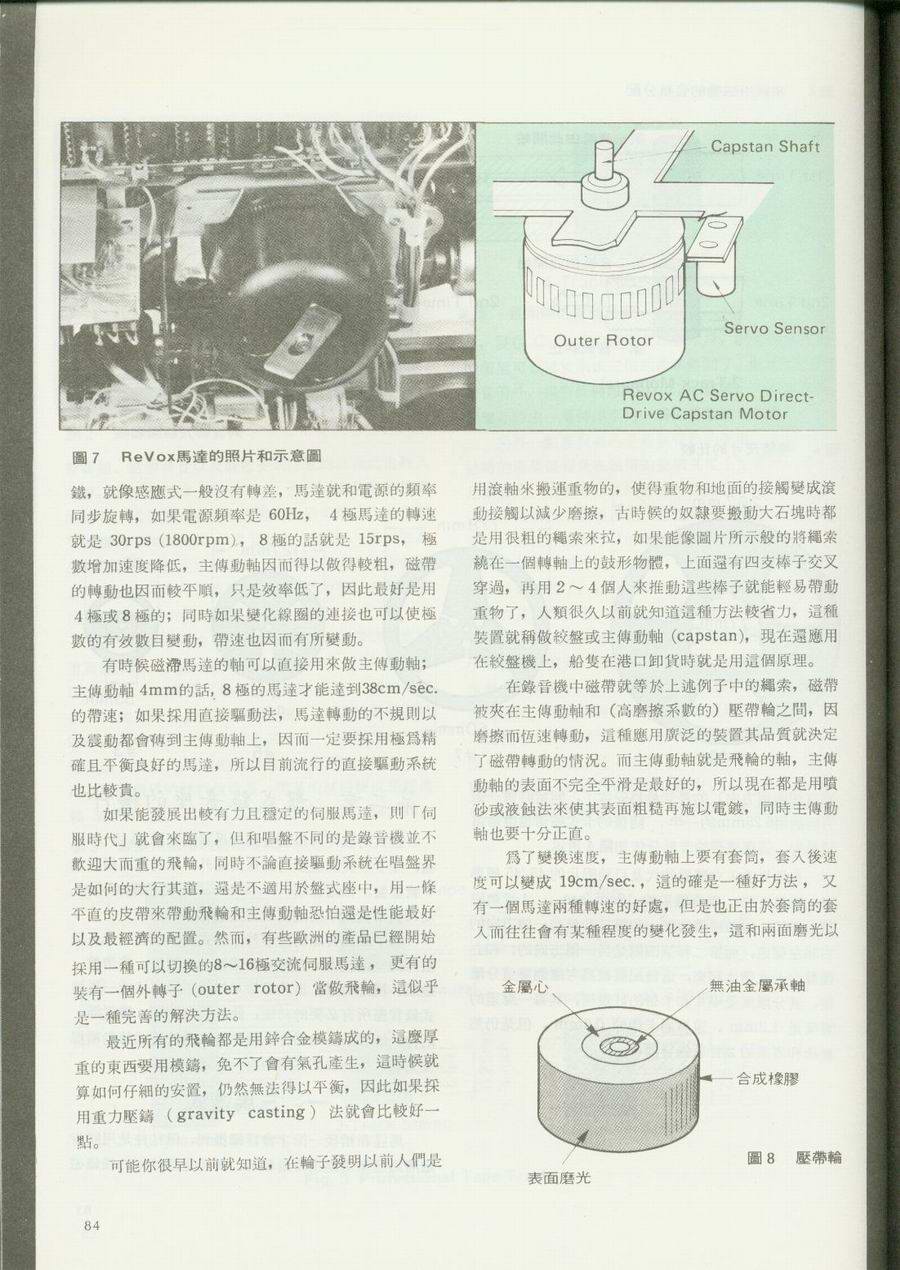 Capstan Shaft
Servo Sensor
Outer Rotor
Revox AC Servo Direct-
Drive Capstan Motor
圖7 ReVox馬達的照片和示意圖
鐵，就像感應式一般沒有轉差，馬達就和電源的頻率
同步旋轉，如果電源頻率是 60Hz， 4極馬達的轉速
就是 30rps (1800rpm)，8極的話就是 15rps， 極
數增加速度降低，主傳動軸因而得以做得較粗，磁帶
的轉動也因而較平順，只是效率低了，因此最好是用
4極或8極的；同時如果變化線圈的連接也可以使極
數的有效數目變動，帶速也因而有所變動。
有時候磁帶馬達的軸可以直接用來做主傳動軸；
主傳動軸 4mm的話，8極的馬達才能達到38cm/sec.
的帶速；如果採用直接驅動法，馬達轉動的不規則以
及震動都會傳到主傳動軸上，因而一定要採用極爲精
確且平衡良好的馬達，所以目前流行的直接驅動系統
也比較貴。
如果能發展出較有力且穩定的伺服馬達，則「伺
服時代」就會來臨了，但和唱盤不同的是錄音機並不
歡迎大而重的飛輪，同時不論直接驅動系統在唱盤界
是如何的大行其道，還是不適用於盤式座中，用一條
平直的皮帶來帶動飛輪和主傳動軸恐怕還是性能最好
以及最經濟的配置。然而，有些歐洲的產品已經開始
採用一種可以切換的8～16極交流伺服馬達，更有的
裝有一個外轉子 (outer rotor) 當做飛輪，這似乎
是一種完善的解決方法。
最近所有的飛輪都是用鋅合金模鑄成的，這麼厚
重的東西要用模鑄，免不了會有氣孔產生，這時候就
算如何仔細的安置，仍然無法得以平衡，因此如果採
用重力壓鑄 (gravity casting) 法就會比較好一
點。
可能你很早以前就知道，在輪子發明以前人們是
用滾軸來搬運重物的，使得重物和地面的接觸變成滾
動接觸以減少磨擦，古時候的奴隸要搬動大石塊時都
是用很粗的繩索來拉，如果能像圖片所示般的將繩索
繞在一個轉軸上的鼓形物體，上面還有四支棒子交叉
穿過，再用2～4個人來推動這些棒子就能輕易帶動
重物了，人類很久以前就知道這種方法較省力，這種
裝置就稱做絞盤或主傳動軸 (capstan)，現在還應用
在絞盤機上，船隻在港口卸貨時就是用這個原理。
在錄音機中磁帶就等於上述例子中的繩索，磁帶
被夾在主傳動軸和（高磨擦系數的）壓帶輪之間，因
磨擦而恆速轉動，這種應用廣泛的裝置其品質就決定
了磁帶轉動的情況。而主傳動軸就是飛輪的軸，主傳
動軸的表面不完全平滑是最好的，所以現在都是用噴
砂或液蝕法來使其表面粗糙再施以電鍍，同時主傳動
軸也要十分正直。
爲了變換速度，主傳動軸上要有套筒，套入後速
度可以變成 19cm/sec.，這的確是一種好方法，又
有一個馬達兩種轉速的好處，但是也正由於套筒的套
入而往往會有某種程度的變化發生，這和兩面磨光以
金屬心
無油金屬承軸
合成橡膠
表面磨光
圖8 壓帶輪
84